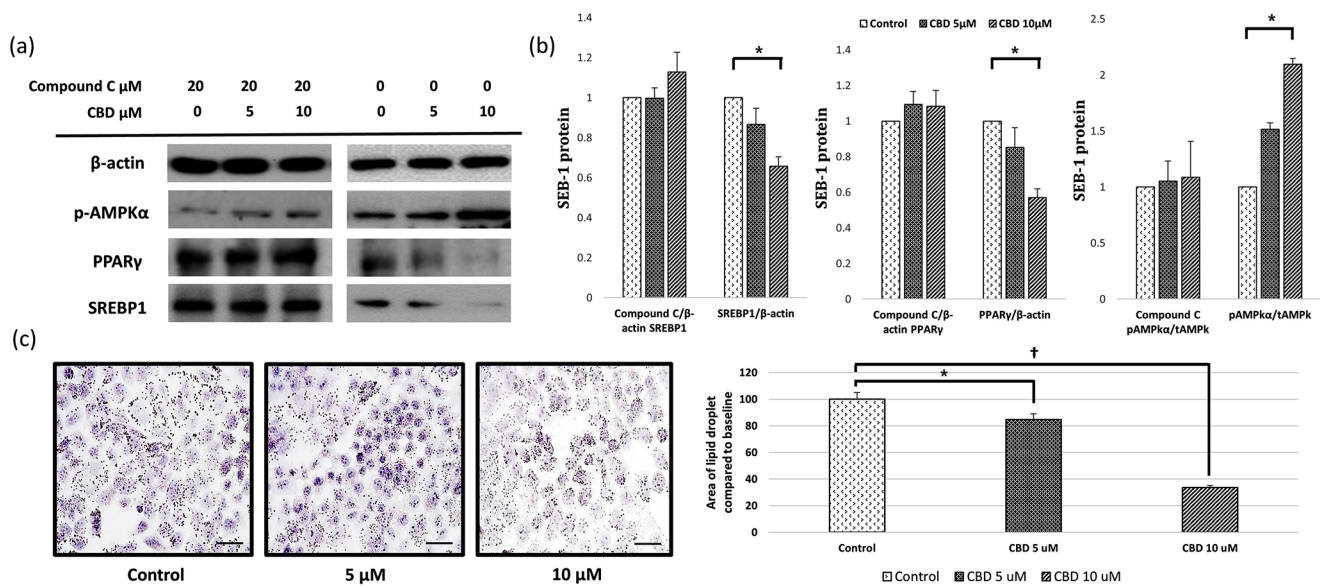 (a)
Compound C µM 20 20 20 0 0 0
CBD µM 0 5 10 0 5 10
β-actin
p-AMPKα
PPARγ
SREBP1
(b)
Control CBD 5µM CBD 10µM
SEB-1 protein
1.4
1.2
1
0.8
0.6
0.4
0.2
0
*
Compound C/β-
actin SREBP1
SREBP1/β-actin
SEB-1 protein
1.4
1.2
1
0.8
0.6
0.4
0.2
0
*
Compound C/β-
actin PPARγ
PPARγ/β-actin
SEB-1 protein
2.5
2
1.5
1
0.5
0
*
Compound C
pAMPkα/tAMPk
pAMPkα/tAMPk
(c)
Control
5 µM
10 µM
Area of lipid droplet
compared to baseline
120
100
80
60
40
20
0
†
*
Control CBD 5 uM CBD 10 uM
Control CBD 5 uM CBD 10 uM